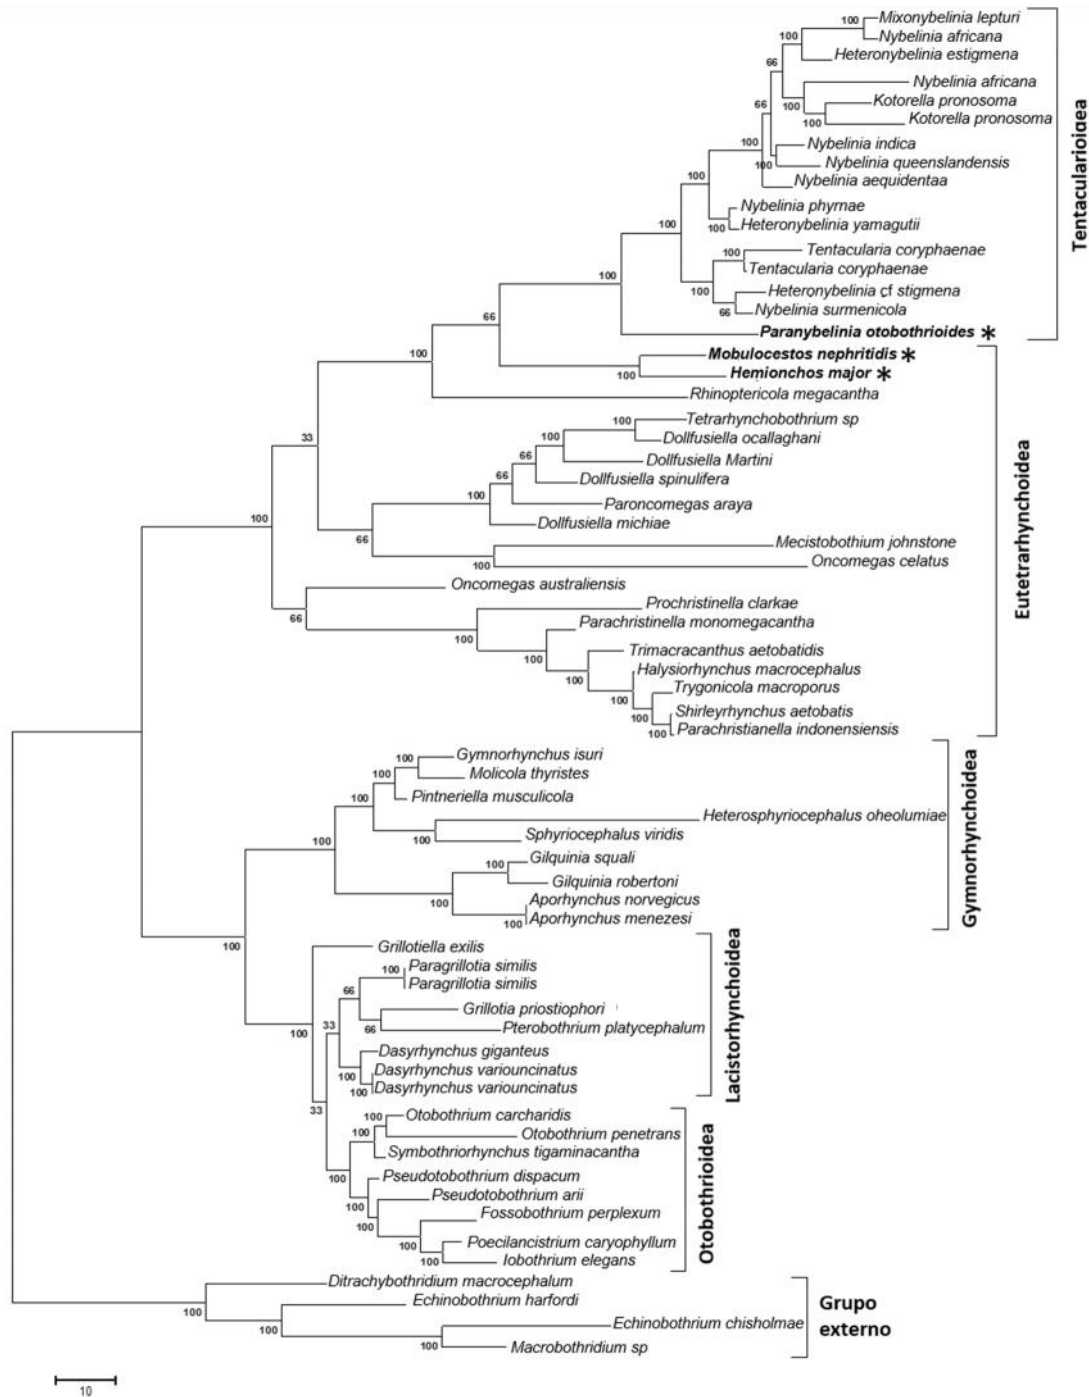 Mixonybelinia lepturi
100
Nybelinia africana
100
Heteronybelinia estigmena
66
Nybelinia africana
66
100
Kotorella pronosoma
100
Kotorella pronosoma
100
Nybelinia indica
100
Nybelinia queenslandensis
Nybelinia aequidentaa
100
Nybelinia phyrnae
100
Heteronybelinia yamagutii
100
100
Tentacularia coryphaenae
Tentacularia coryphaenae
100
Heteronybelinia cf stigmena
66
Nybelinia surmenicola
100
Paranybelinia otobothrioides *
Tentacularioidea
66
Mobulocestos nephritidis *
100
Hemionchos major *
100
Rhinoptericola megacantha
100
Tetrarhynchobothrium sp
100
Dollfusiella ocallaghani
33
66
Dollfusiella Martini
66
Dollfusiella spinulifera
100
Paroncomegas araya
Dollfusiella michiae
100
66
Mecistobothium johnstone
100
Oncomegas celatus
Oncomegas australiensis
66
Prochristinella clarkae
100
Parachristinella monomegacantha
100
Trimacracanthus aetobatidis
100
Halysiorhynchus macrocephalus
100
Trygonicola macroporus
100
Shirleyrhynchus aetobatis
100
Parachristianella indonensiensis
Eutetrarhynchoidea
100
Gymnorhynchus isuri
100
Molicola thyristes
100
Pintneriella musculicola
Heterosphyriocephalus oheolumiae
100
100
Sphyriocephalus viridis
Gilquinia squali
100
Gilquinia robertoni
100
Aporhynchus norvegicus
100
Aporhynchus menezesi
Gymnorhynchoidea
100
Grillotiella exilis
100
Paragrillotia similis
Paragrillotia similis
66
Grillotia priostiophori
66
Pterobothrium platycephalum
33
100
Dasyrhynchus giganteus
100
Dasyrhynchus variouncinatus
100
Dasyrhynchus variouncinatus
Lacistorhynchoidea
33
100
Otobothrium carcharidis
100
Otobothrium penetrans
Symbothriorhynchus tigaminacantha
100
Pseudotobothrium dispacum
100
Pseudotobothrium arii
100
Fossobothrium perplexum
100
Poecilancistrium caryophyllum
100
Iobothrium elegans
Otobothrioidea
Ditrachybothridium macrocephalum
100
Echinobothrium harfordi
100
Echinobothrium chisholmae
100
Macrobothridium sp
Grupo
externo
10